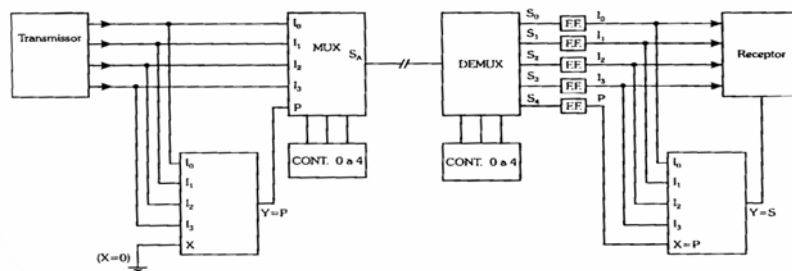 Transmissor
I₀
I₁
I₂
I₃
P
MUX
S_A
CONT. 0 a 4
I₀
I₁
I₂
I₃
X
Y=P
(X=0)
DEMUX
CONT. 0 a 4
S₀
S₁
S₂
S₃
S₄
F.F.
F.F.
F.F.
F.F.
F.F.
I₀
I₁
I₂
I₃
P
Receptor
I₀
I₁
I₂
I₃
X=P
Y=S